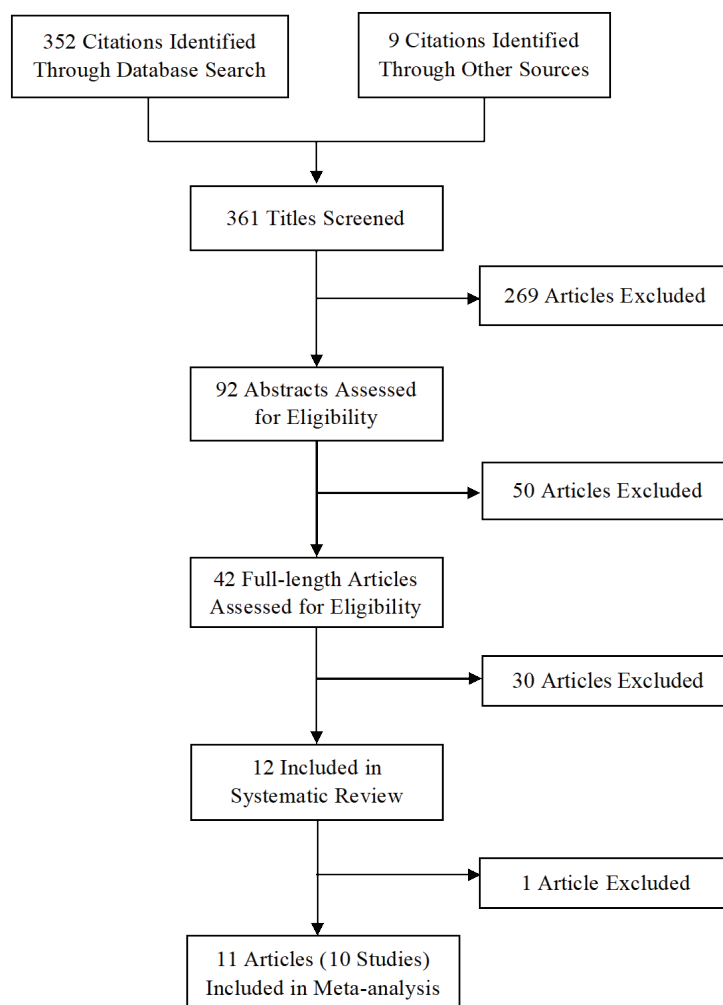 352 Citations Identified
Through Database Search
9 Citations Identified
Through Other Sources
361 Titles Screened
269 Articles Excluded
92 Abstracts Assessed
for Eligibility
50 Articles Excluded
42 Full-length Articles
Assessed for Eligibility
30 Articles Excluded
12 Included in
Systematic Review
1 Article Excluded
11 Articles (10 Studies)
Included in Meta-analysis